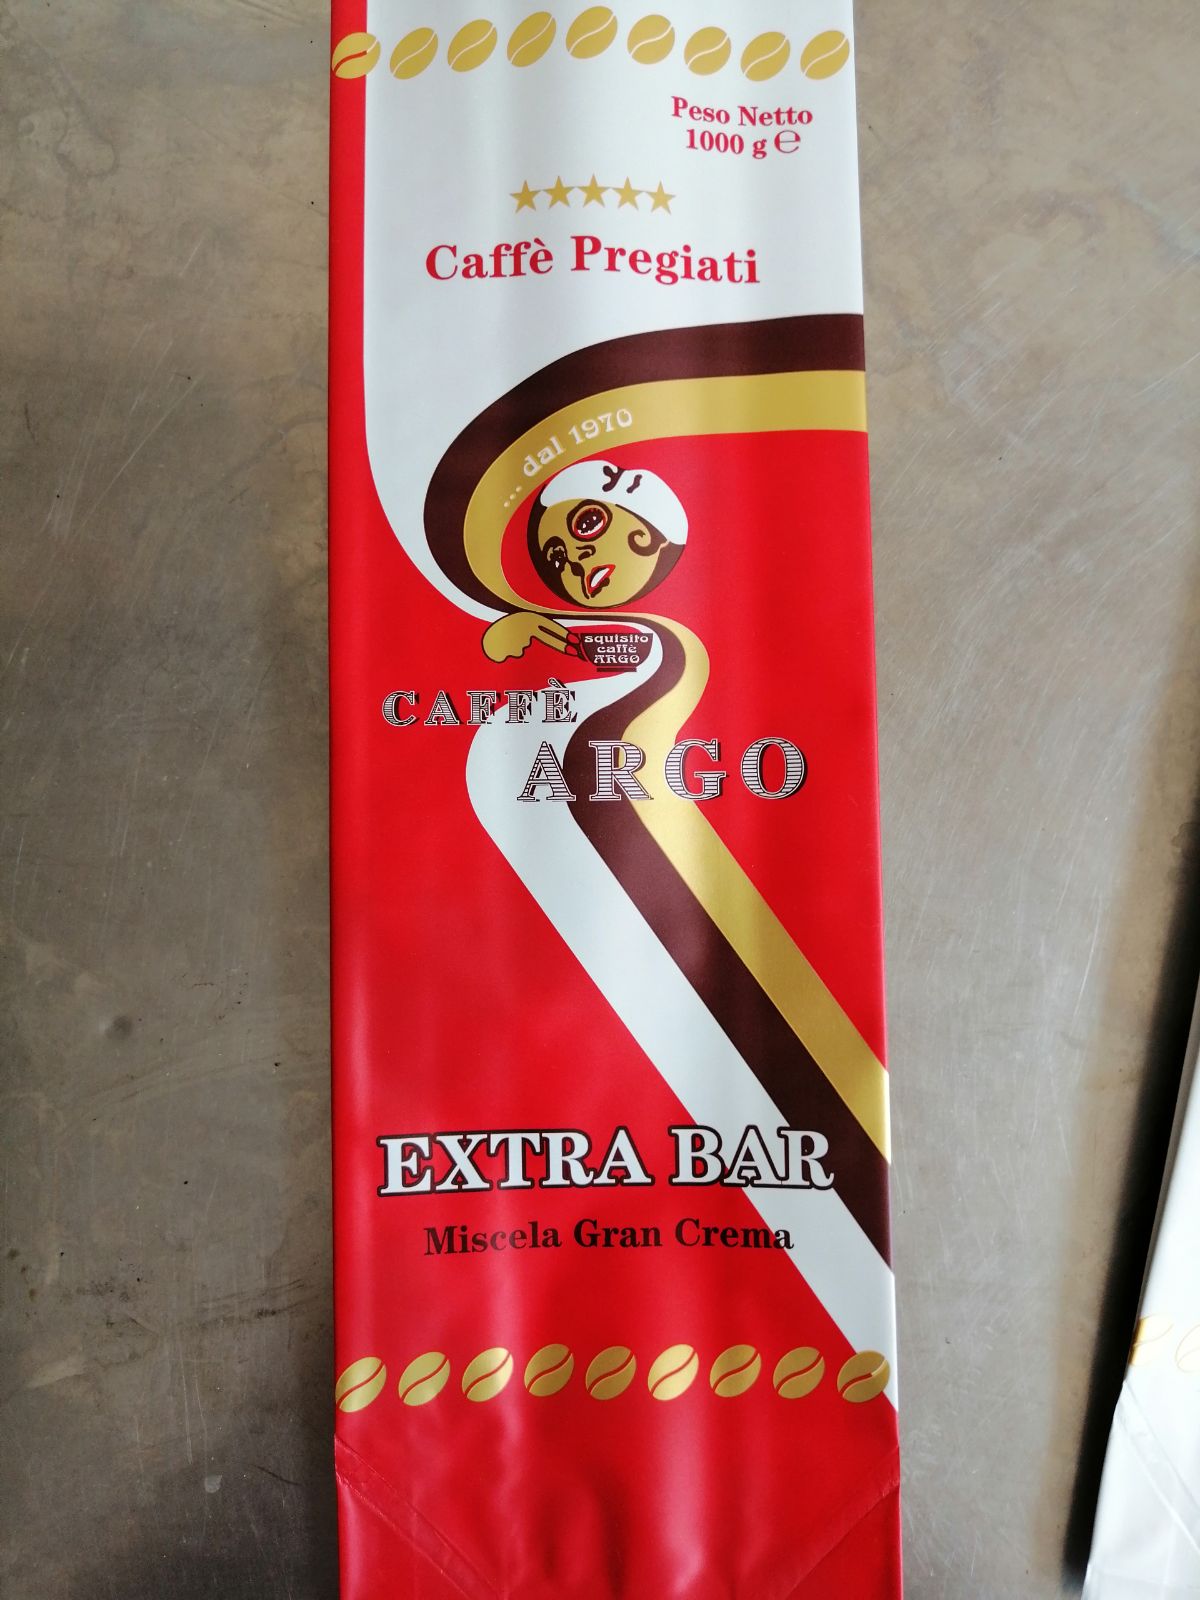 Peso Netto
1000 g ℮
Caffè Pregiati
... dal 1970
squisito
caffè
ARGO
CAFFÈ
ARGO
EXTRA BAR
Miscela Gran Crema